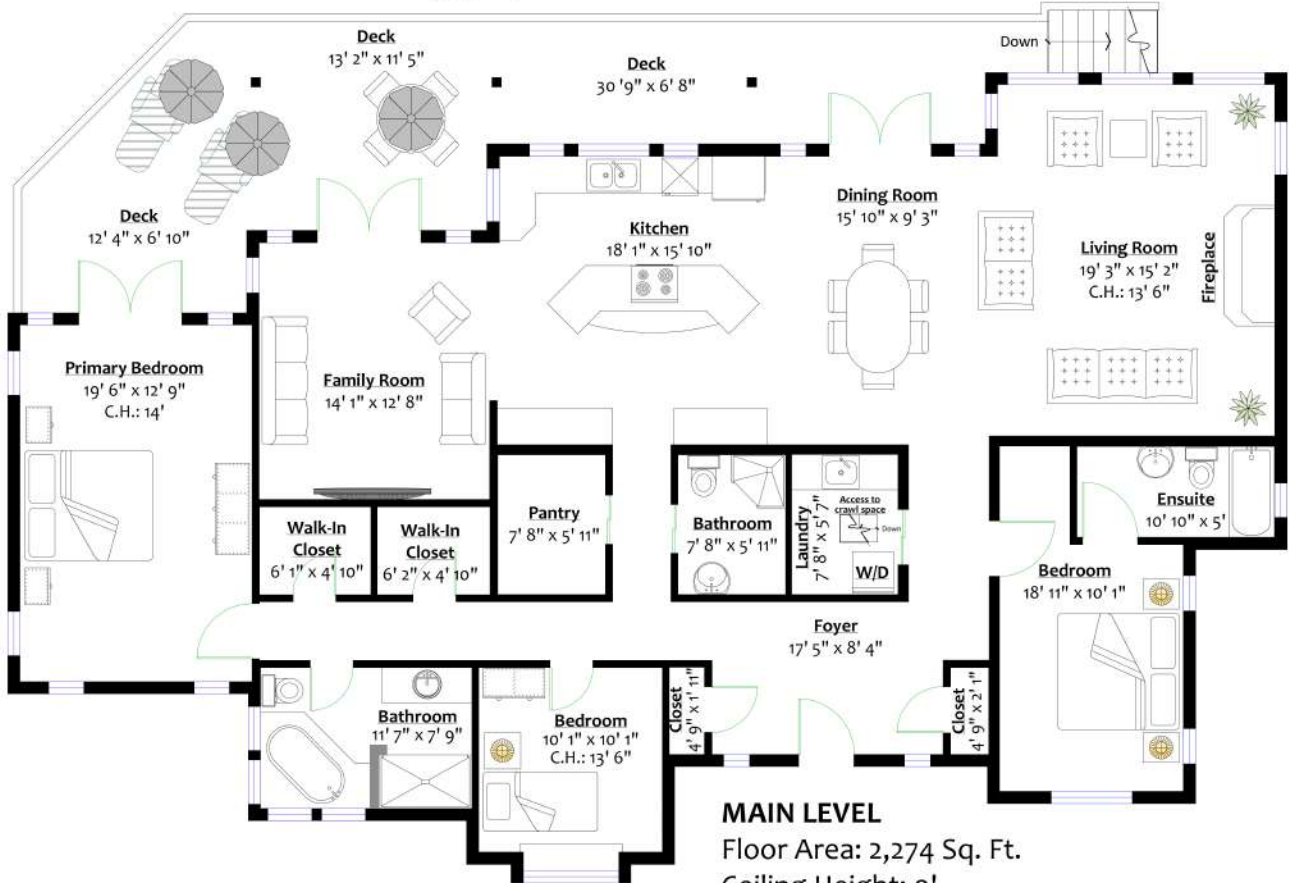 Deck
13' 2" x 11' 5"
Deck
30' 9" x 6' 8"
Down
Deck
12' 4" x 6' 10"
Dining Room
15' 10" x 9' 3"
Kitchen
18' 1" x 15' 10"
Living Room
19' 3" x 15' 2"
C.H.: 13' 6"
Fireplace
Primary Bedroom
19' 6" x 12' 9"
C.H.: 14'
Family Room
14' 1" x 12' 8"
Walk-In
Closet
6' 1" x 4' 10"
Walk-In
Closet
6' 2" x 4' 10"
Pantry
7' 8" x 5' 11"
Bathroom
7' 8" x 5' 11"
Laundry
7' 8" x 5' 7"
Access to
crawl space
Down
W/D
Ensuite
10' 10" x 5'
Bedroom
18' 11" x 10' 1"
Foyer
17' 5" x 8' 4"
Bathroom
11' 7" x 7' 9"
Bedroom
10' 1" x 10' 1"
C.H.: 13' 6"
Closet
4' 9" x 1' 11"
Closet
4' 9" x 2' 1"
MAIN LEVEL
Floor Area: 2,274 Sq. Ft.
Ceiling Height: